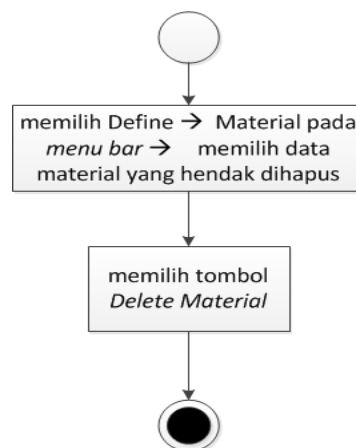 memilih Define → Material pada
menu bar → memilih data
material yang hendak dihapus
memilih tombol
Delete Material